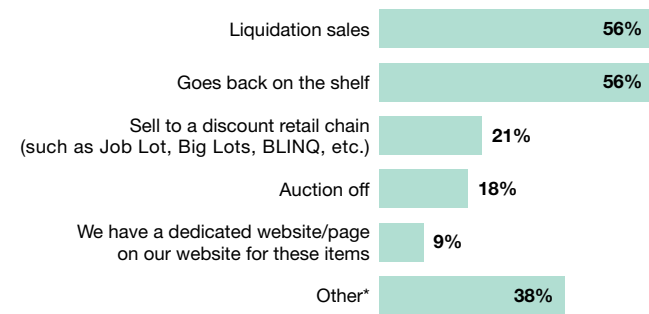 Liquidation sales 56%
Goes back on the shelf 56%
Sell to a discount retail chain
(such as Job Lot, Big Lots, BLINQ, etc.) 21%
Auction off 18%
We have a dedicated website/page
on our website for these items 9%
Other* 38%